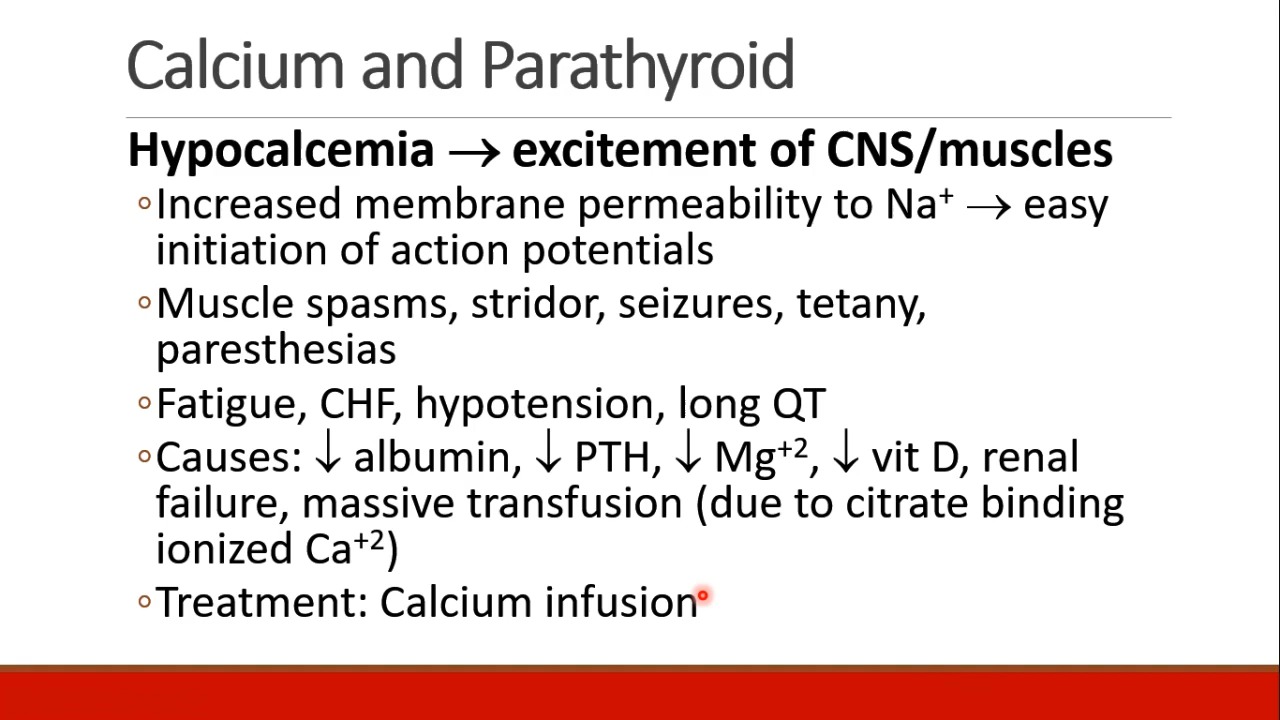 Calcium and Parathyroid
Hypocalcemia → excitement of CNS/muscles
◦Increased membrane permeability to Na⁺ → easy
initiation of action potentials
◦Muscle spasms, stridor, seizures, tetany,
paresthesias
◦Fatigue, CHF, hypotension, long QT
◦Causes: ↓ albumin, ↓ PTH, ↓ Mg⁺², ↓ vit D, renal
failure, massive transfusion (due to citrate binding
ionized Ca⁺²)
◦Treatment: Calcium infusion